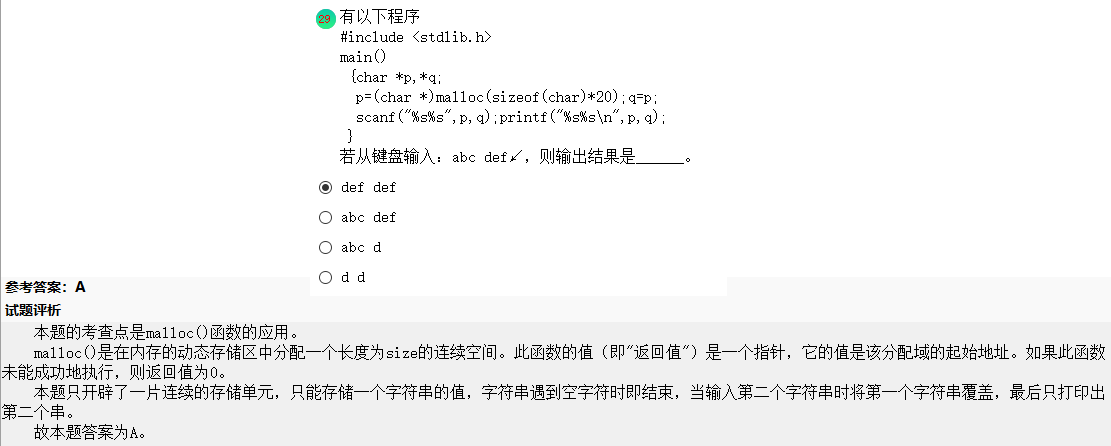 29 有以下程序
#include <stdlib.h>
main()
{char *p,*q;
p=(char *)malloc(sizeof(char)*20);q=p;
scanf("%s%s",p,q);printf("%s%s\n",p,q);
}
若从键盘输入：abc def↙，则输出结果是______。
def def
abc def
abc d
d d
参考答案：A
试题评析
本题的考查点是malloc()函数的应用。
malloc()是在内存的动态存储区中分配一个长度为size的连续空间。此函数的值（即"返回值"）是一个指针，它的值是该分配域的起始地址。如果此函数
未能成功地执行，则返回值为0。
本题只开辟了一片连续的存储单元，只能存储一个字符串的值，字符串遇到空字符时即结束，当输入第二个字符串时将第一个字符串覆盖，最后只打印出
第二个串。
故本题答案为A。